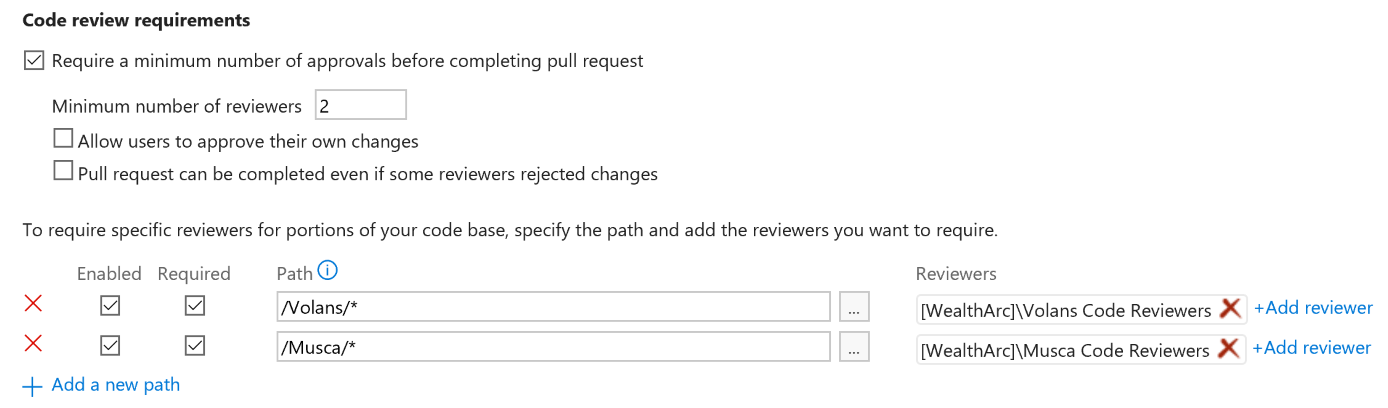 Code review requirements
Require a minimum number of approvals before completing pull request
Minimum number of reviewers 2
Allow users to approve their own changes
Pull request can be completed even if some reviewers rejected changes
To require specific reviewers for portions of your code base, specify the path and add the reviewers you want to require.
Enabled Required Path Reviewers
/Volans/* ... [WealthArc]\Volans Code Reviewers +Add reviewer
/Musca/* ... [WealthArc]\Musca Code Reviewers +Add reviewer
Add a new path